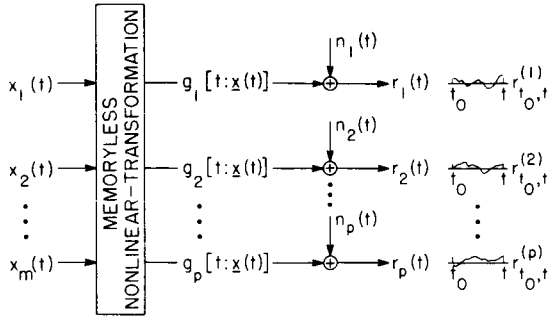 n₁(t)
x₁(t) g₁[t:x(t)] r₁(t) t₀ t r⁽¹⁾t₀,t
n₂(t)
x₂(t) g₂[t:x(t)] r₂(t) t₀ t r⁽²⁾t₀,t
nₚ(t)
xₘ(t) gₚ[t:x(t)] rₚ(t) t₀ t r⁽ᵖ⁾t₀,t
MEMORYLESS
NONLINEAR-TRANSFORMATION